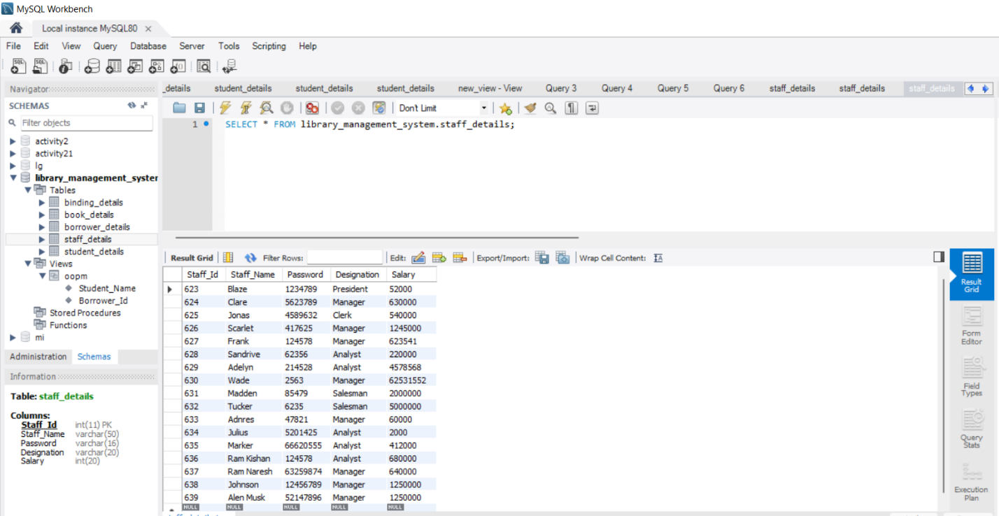 MySQL Workbench
Local instance MySQL80
File Edit View Query Database Server Tools Scripting Help
Navigator
SCHEMAS
Filter objects
activity2
activity21
lg
library_management_syster
Tables
binding_details
book_details
borrower_details
staff_details
student_details
Views
oopm
Student_Name
Borrower_Id
Stored Procedures
Functions
mi
Administration Schemas
Information
Table: staff_details
Columns:
Staff_Id int(11) PK
Staff_Name varchar(50)
Password varchar(16)
Designation varchar(20)
Salary int(20)
_details student_details student_details student_details new_view - View Query 3 Query 4 Query 5 Query 6 staff_details staff_details staff_details
Don't Limit
1 SELECT * FROM library_management_system.staff_details;
Result Grid Filter Rows: Edit: Export/Import: Wrap Cell Content:
Staff_Id Staff_Name Password Designation Salary
623 Blaze 1234789 President 52000
624 Clare 5623789 Manager 630000
625 Jonas 4589632 Clerk 540000
626 Scarlet 417625 Manager 1245000
627 Frank 124578 Manager 623541
628 Sandrive 62356 Analyst 220000
629 Adelyn 214528 Analyst 4578568
630 Wade 2563 Manager 62531552
631 Madden 85479 Salesman 2000000
632 Tucker 6235 Salesman 5000000
633 Adnres 47821 Manager 60000
634 Julius 5201425 Analyst 2000
635 Marker 66620555 Analyst 412000
636 Ram Kishan 124578 Analyst 680000
637 Ram Naresh 63259874 Manager 640000
638 Johnson 12456789 Manager 1250000
639 Alen Musk 52147896 Manager 1250000
NULL NULL NULL NULL NULL
Result
Grid
Form
Editor
Field
Types
Query
Stats
Execution
Plan